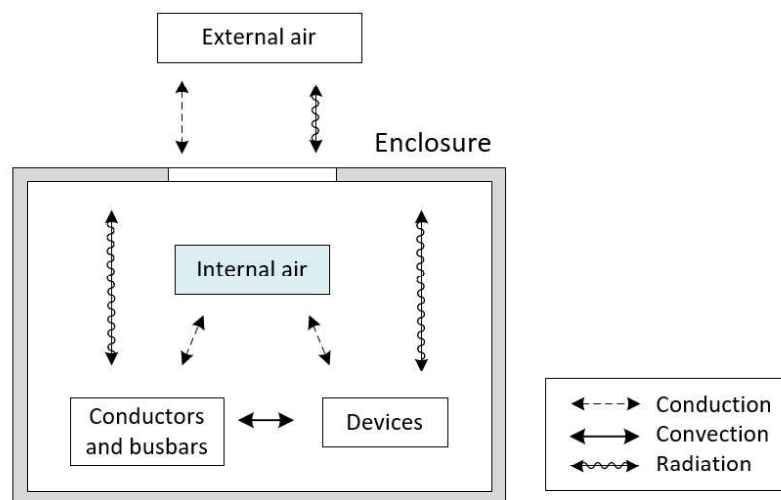 External air
Enclosure
Internal air
Conductors
and busbars
Devices
Conduction
Convection
Radiation